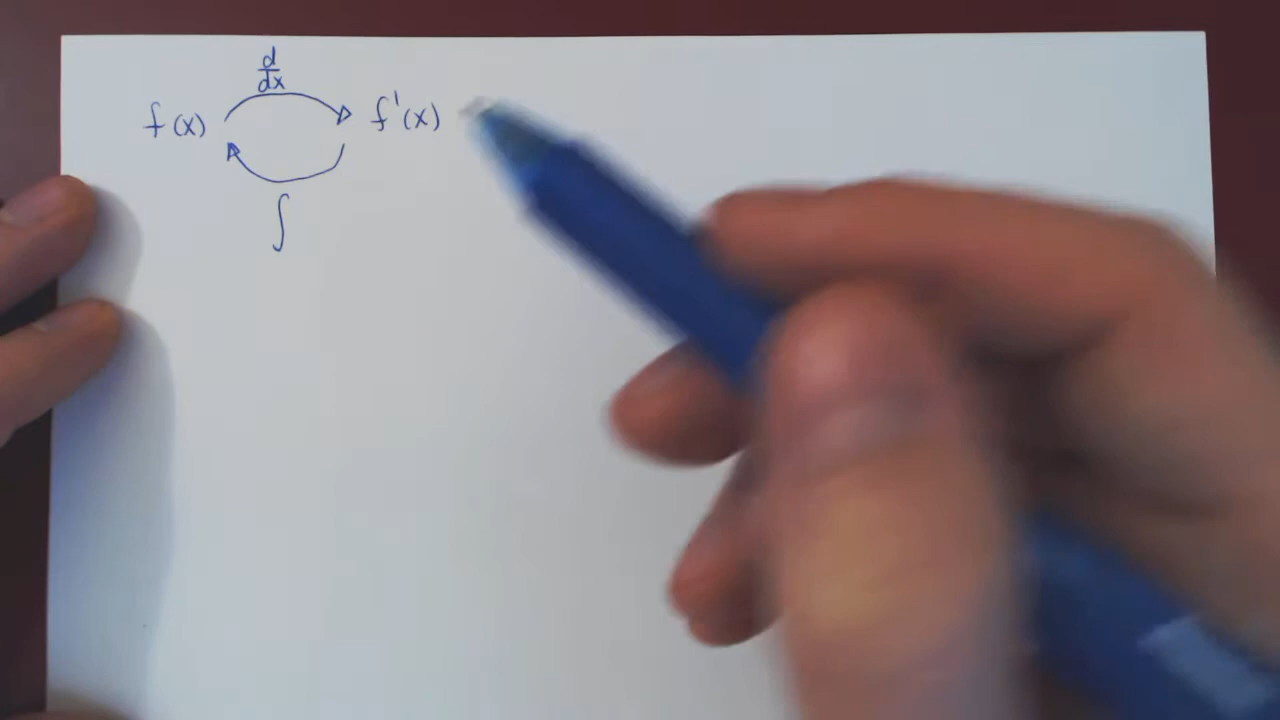 d/dx
f(x) f'(x)
∫